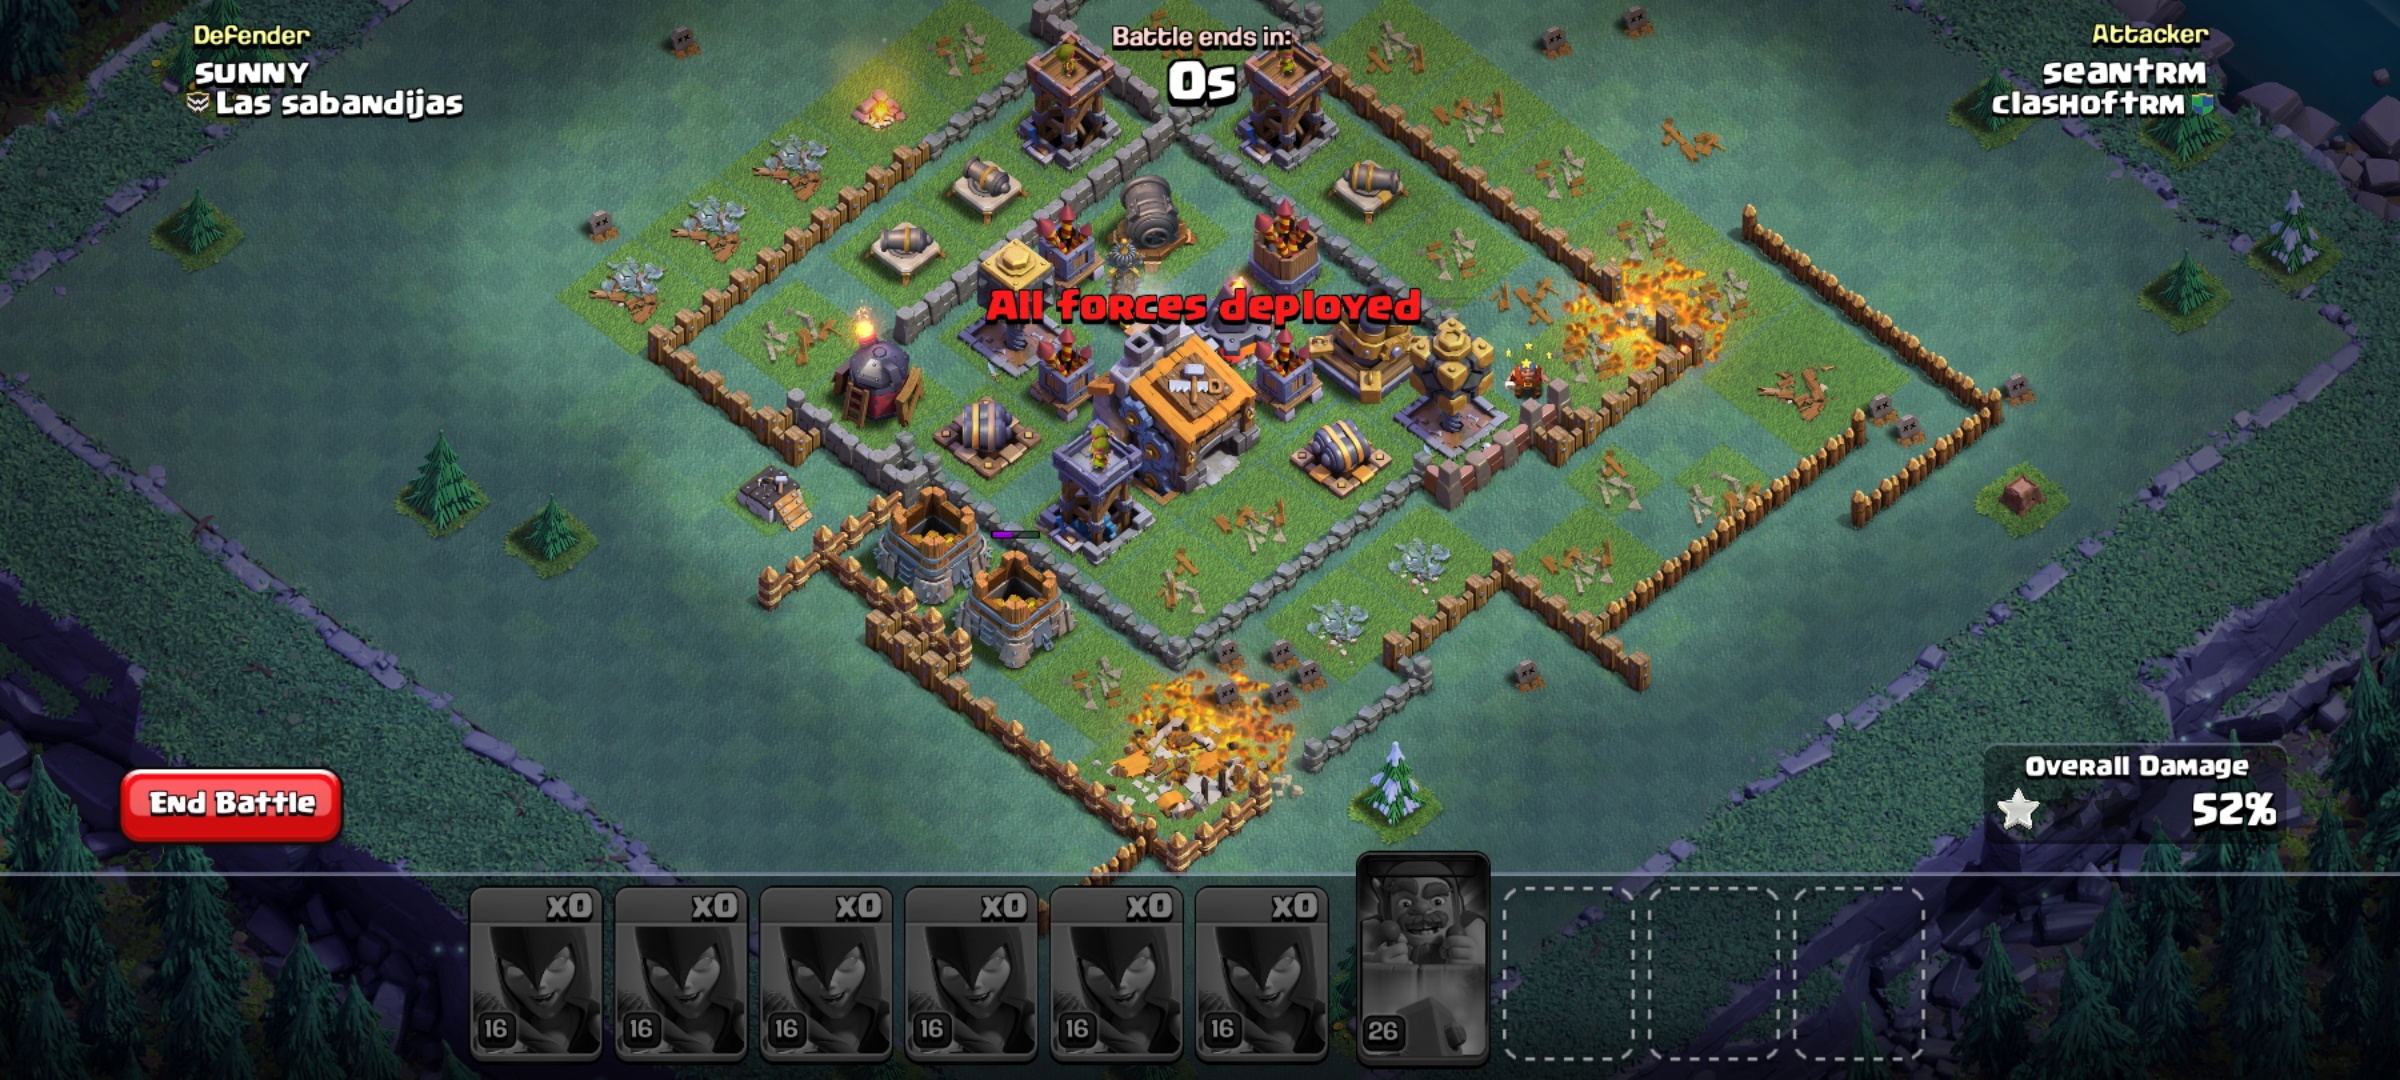 Defender
SUNNY
Las sabandijas
Battle ends in:
0s
Attacker
seantRM
clashoftRM
All forces deployed
End Battle
Overall Damage
52%
x0 x0 x0 x0 x0 x0
16 16 16 16 16 16 26